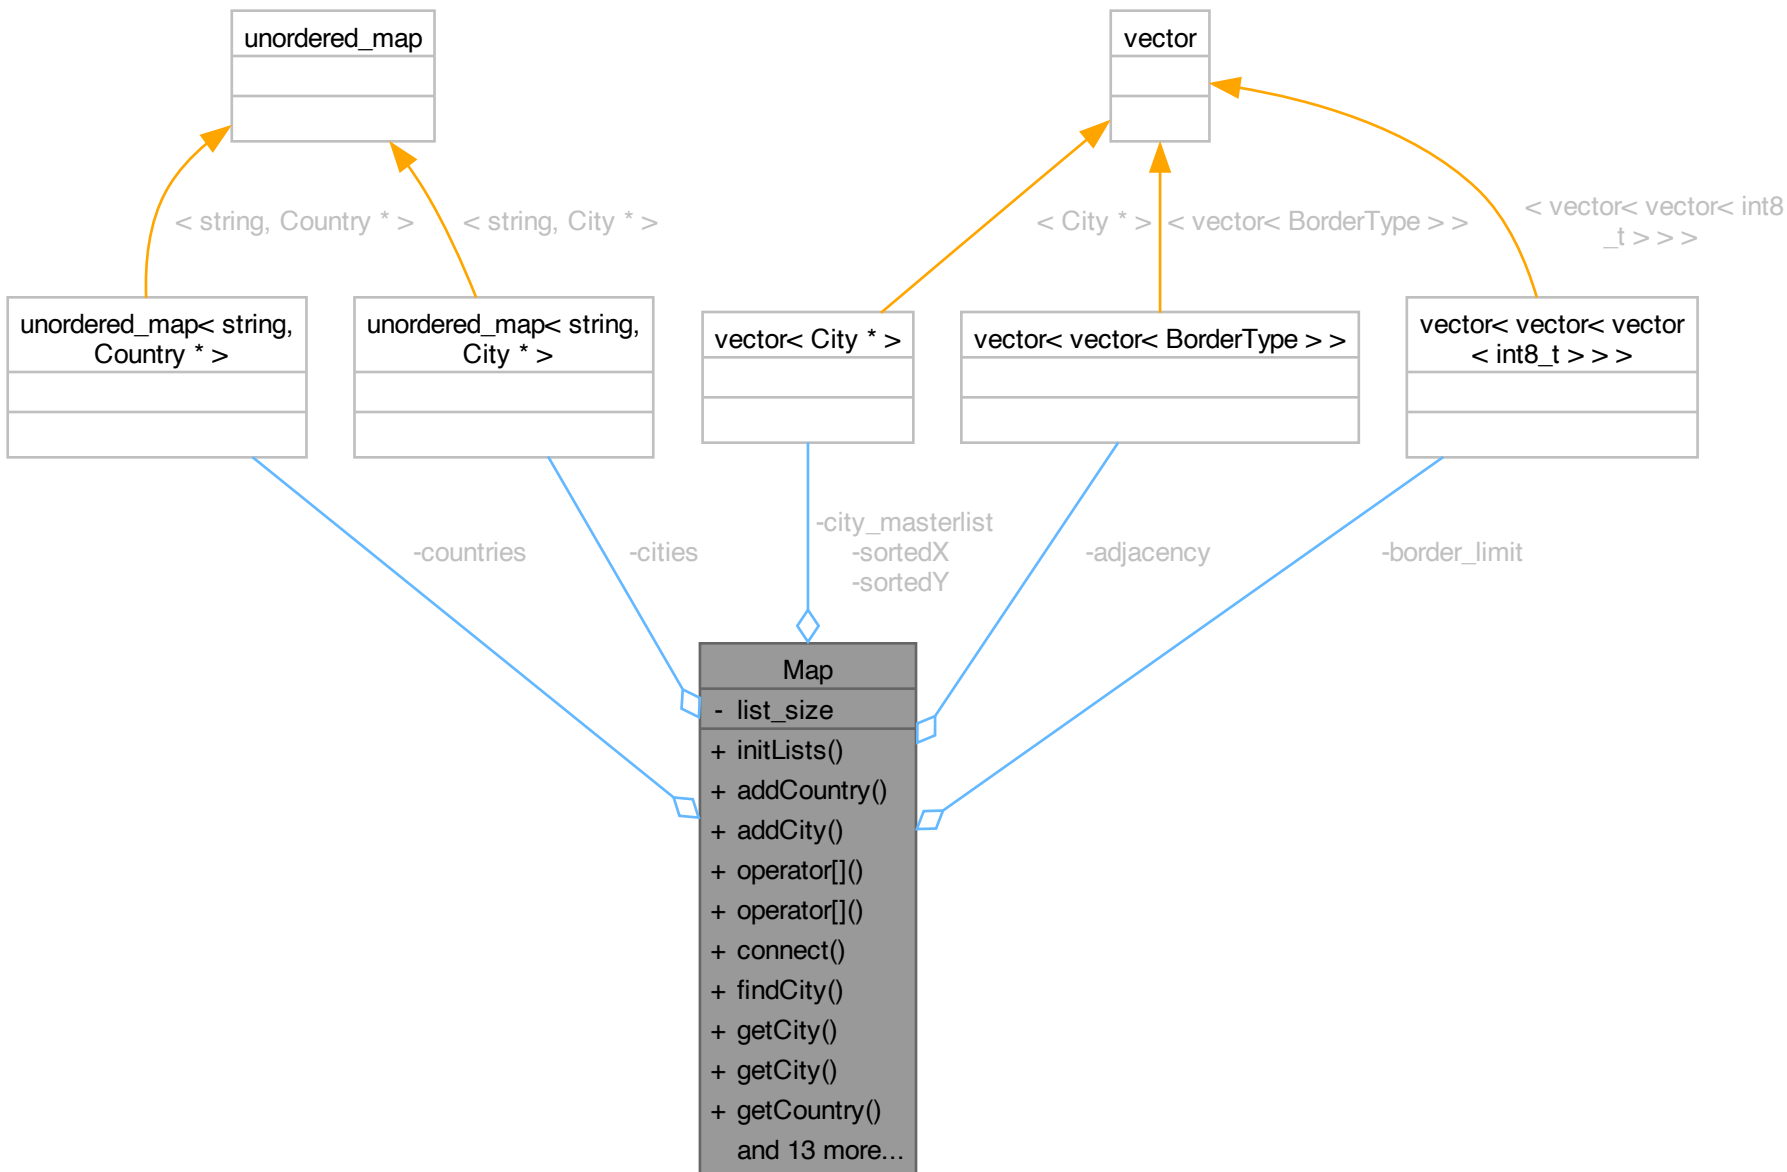 unordered_map
vector
< string, Country * >
< string, City * >
< City * >
< vector< BorderType > >
< vector< vector< int8
_t > > >
unordered_map< string,
Country * >
unordered_map< string,
City * >
vector< City * >
vector< vector< BorderType > >
vector< vector< vector
< int8_t > > >
-countries
-cities
-city_masterlist
-sortedX
-sortedY
-adjacency
-border_limit
Map
- list_size
+ initLists()
+ addCountry()
+ addCity()
+ operator[]()
+ operator[]()
+ connect()
+ findCity()
+ getCity()
+ getCity()
+ getCountry()
and 13 more...